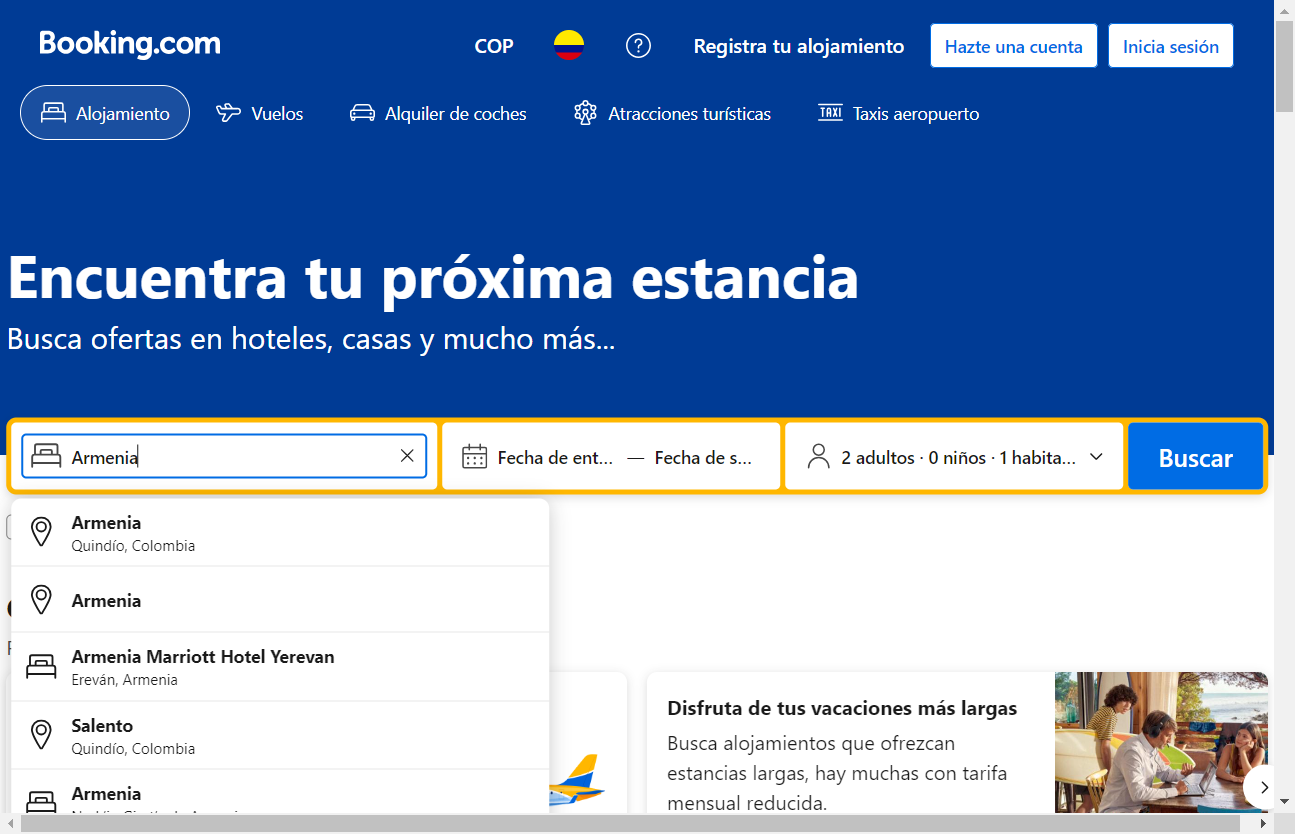 Booking.com
COP
Registra tu alojamiento
Hazte una cuenta
Inicia sesión
Alojamiento
Vuelos
Alquiler de coches
Atracciones turísticas
TAXI
Taxis aeropuerto
Encuentra tu próxima estancia
Busca ofertas en hoteles, casas y mucho más...
Armenia
Fecha de ent... — Fecha de s...
2 adultos · 0 niños · 1 habita...
Buscar
Armenia
Quindío, Colombia
Armenia
Armenia Marriott Hotel Yerevan
Ereván, Armenia
Salento
Quindío, Colombia
Armenia
Disfruta de tus vacaciones más largas
Busca alojamientos que ofrezcan
estancias largas, hay muchas con tarifa
mensual reducida.